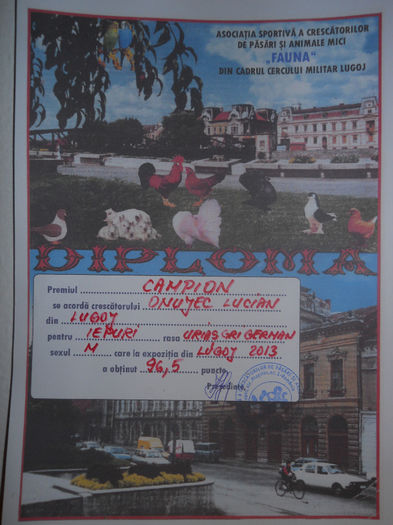 ASOCIAȚIA SPORTIVĂ A CRESCĂTORILOR
DE PĂSĂRI ȘI ANIMALE MICI
„FAUNA”
DIN CADRUL CERCULUI MILITAR LUGOJ
DIPLOMA
Premiul CAMPION
se acordă crescătorului ONUȚEC LUCIAN
din LUGOJ
pentru IEPURI rasa URIAȘ GRI GERMAN
sexul M care la expoziția din LUGOJ 2013
a obținut 96,5 puncte
Președinte,